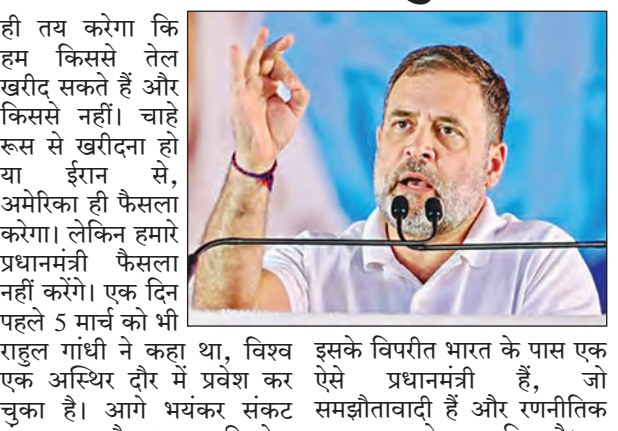 ही तय करेगा कि
हम किससे तेल
खरीद सकते हैं और
किससे नहीं। चाहे
रूस से खरीदना हो
या ईरान से,
अमेरिका ही फैसला
करेगा। लेकिन हमारे
प्रधानमंत्री फैसला
नहीं करेंगे। एक दिन
पहले 5 मार्च को भी
राहुल गांधी ने कहा था, विश्व
एक अस्थिर दौर में प्रवेश कर
चुका है। आगे भयंकर संकट
इसके विपरीत भारत के पास एक
ऐसे प्रधानमंत्री हैं, जो
समझौतावादी हैं और रणनीतिक